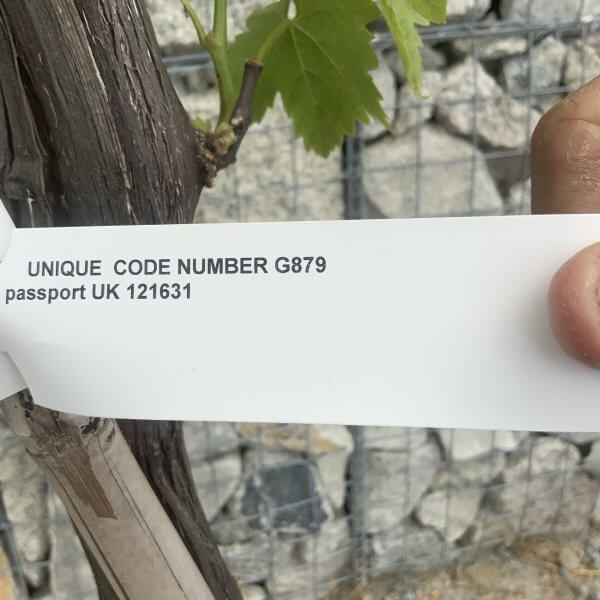 UNIQUE  CODE NUMBER G879
passport UK 121631